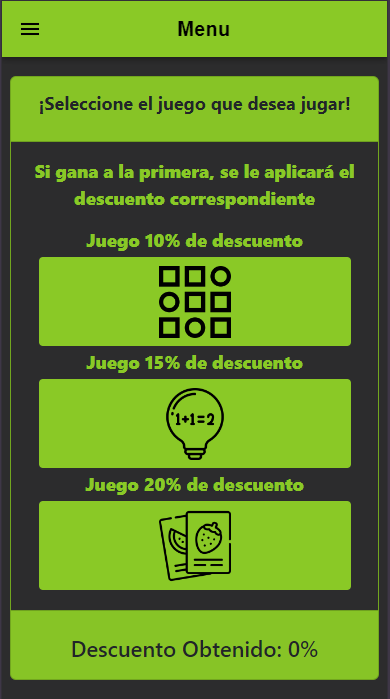 Menu
¡Seleccione el juego que desea jugar!
Si gana a la primera, se le aplicará el
descuento correspondiente
Juego 10% de descuento
Juego 15% de descuento
1+1=2
Juego 20% de descuento
Descuento Obtenido: 0%